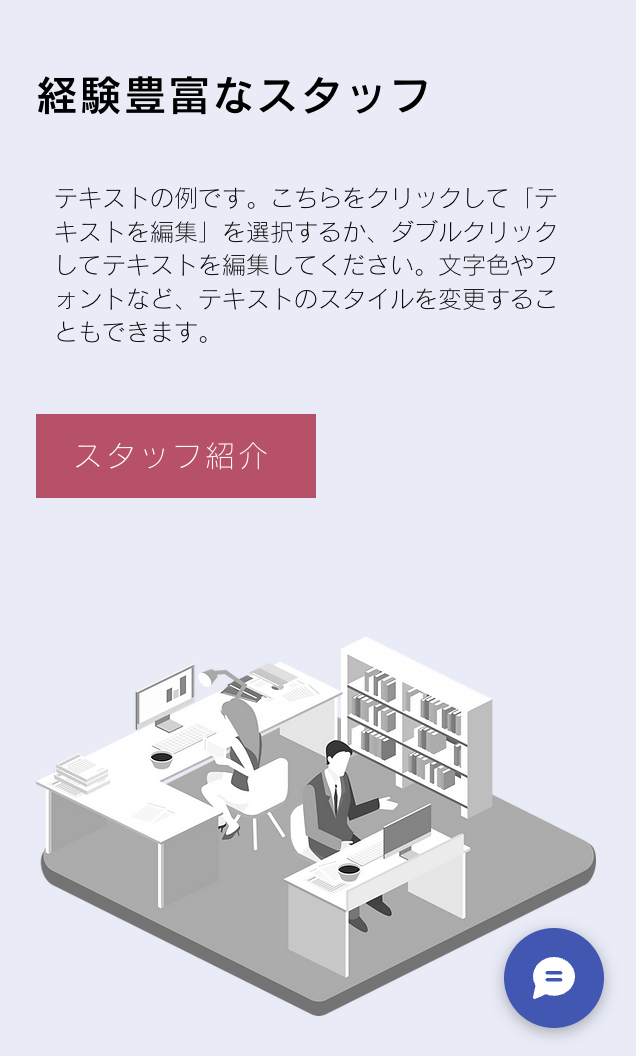 経験豊富なスタッフ
テキストの例です。こちらをクリックして「テ
キストを編集」を選択するか、ダブルクリック
してテキストを編集してください。文字色やフ
ォントなど、テキストのスタイルを変更するこ
ともできます。
スタッフ紹介